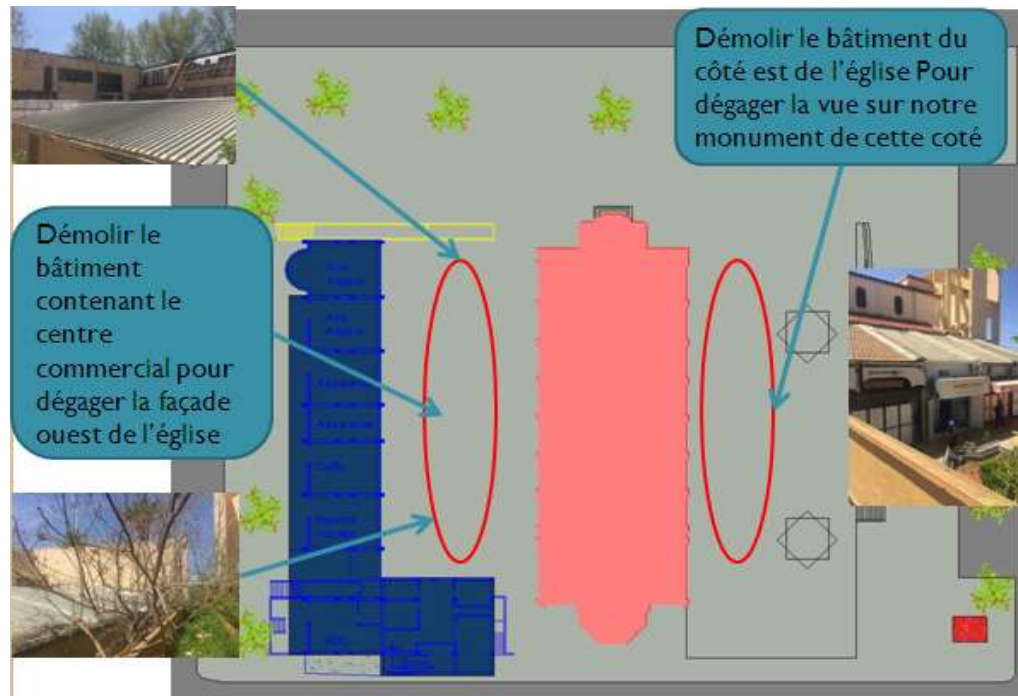 Démolir le bâtiment du
côté est de l'église Pour
dégager la vue sur notre
monument de cette coté
Démolir le
bâtiment
contenant le
centre
commercial pour
dégager la façade
ouest de l'église